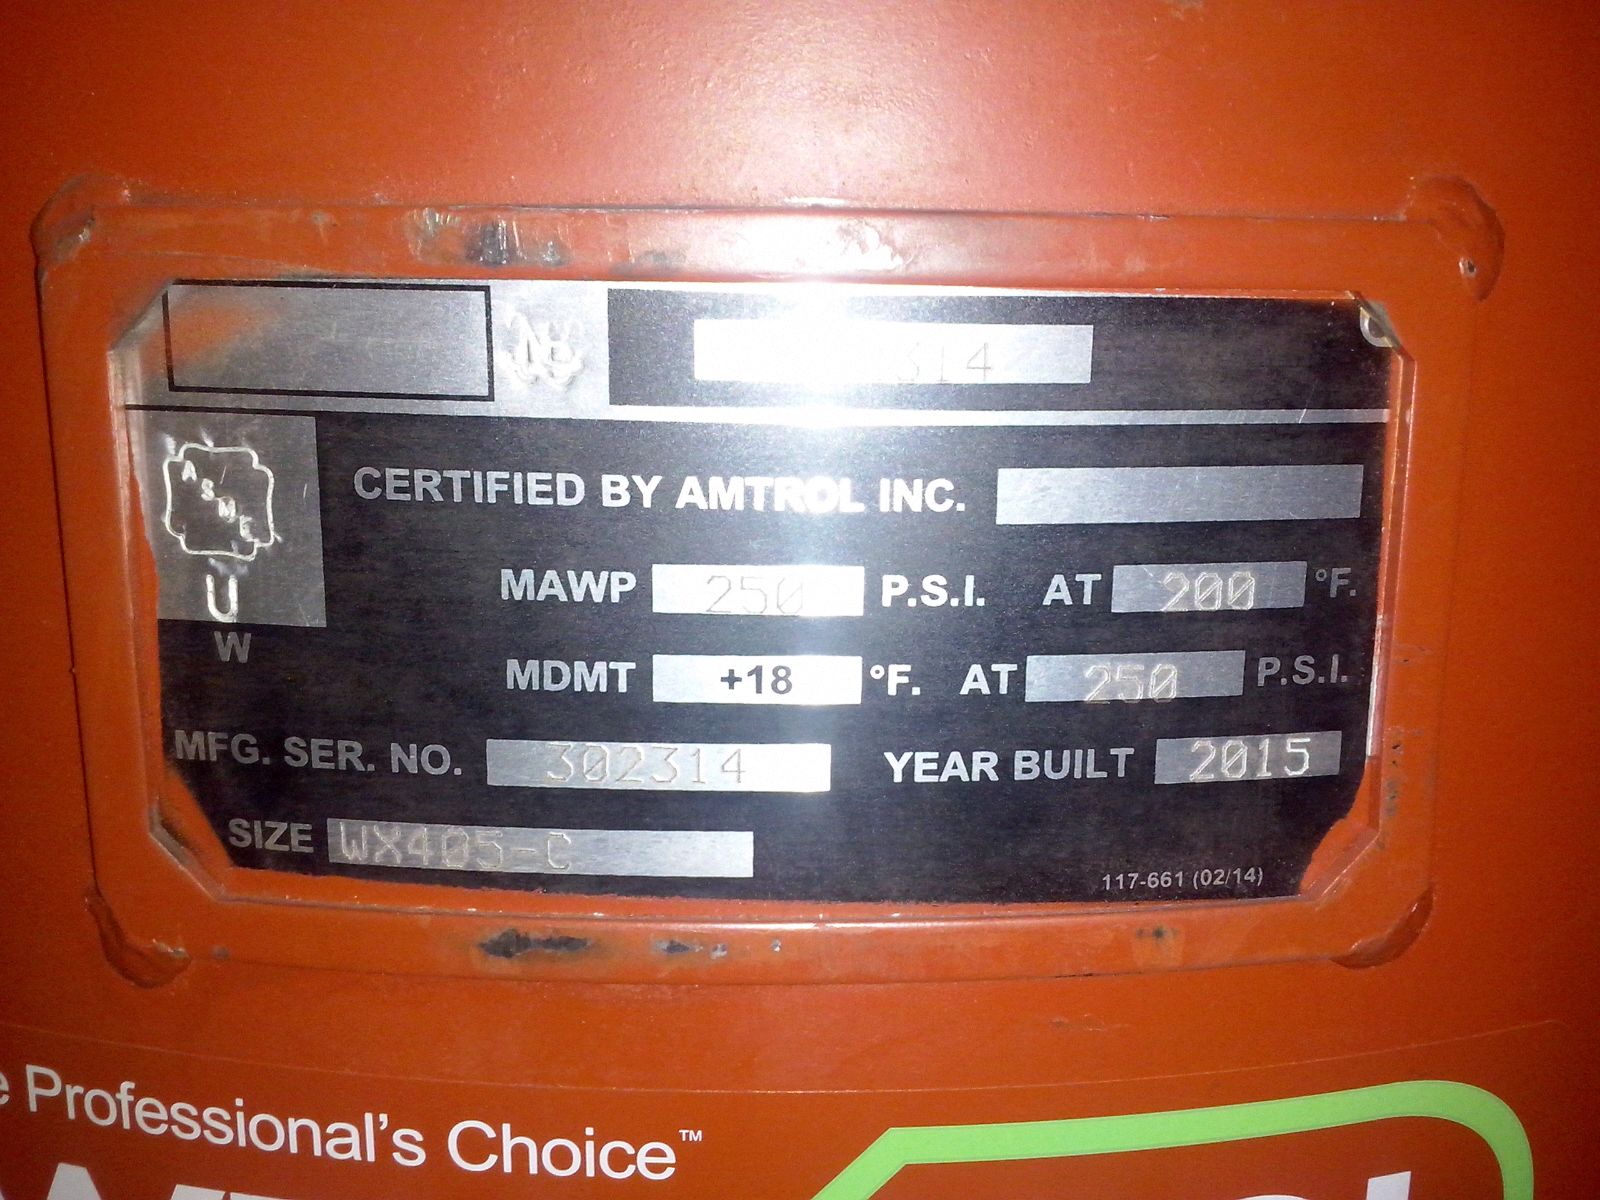 314
ASME
CERTIFIED BY AMTROL INC.
U
W
MAWP 250 P.S.I. AT 200 °F.
MDMT +18 °F. AT 250 P.S.I.
MFG. SER. NO. 302314 YEAR BUILT 2015
SIZE WX405-C
117-661 (02/14)
Professional's Choice™